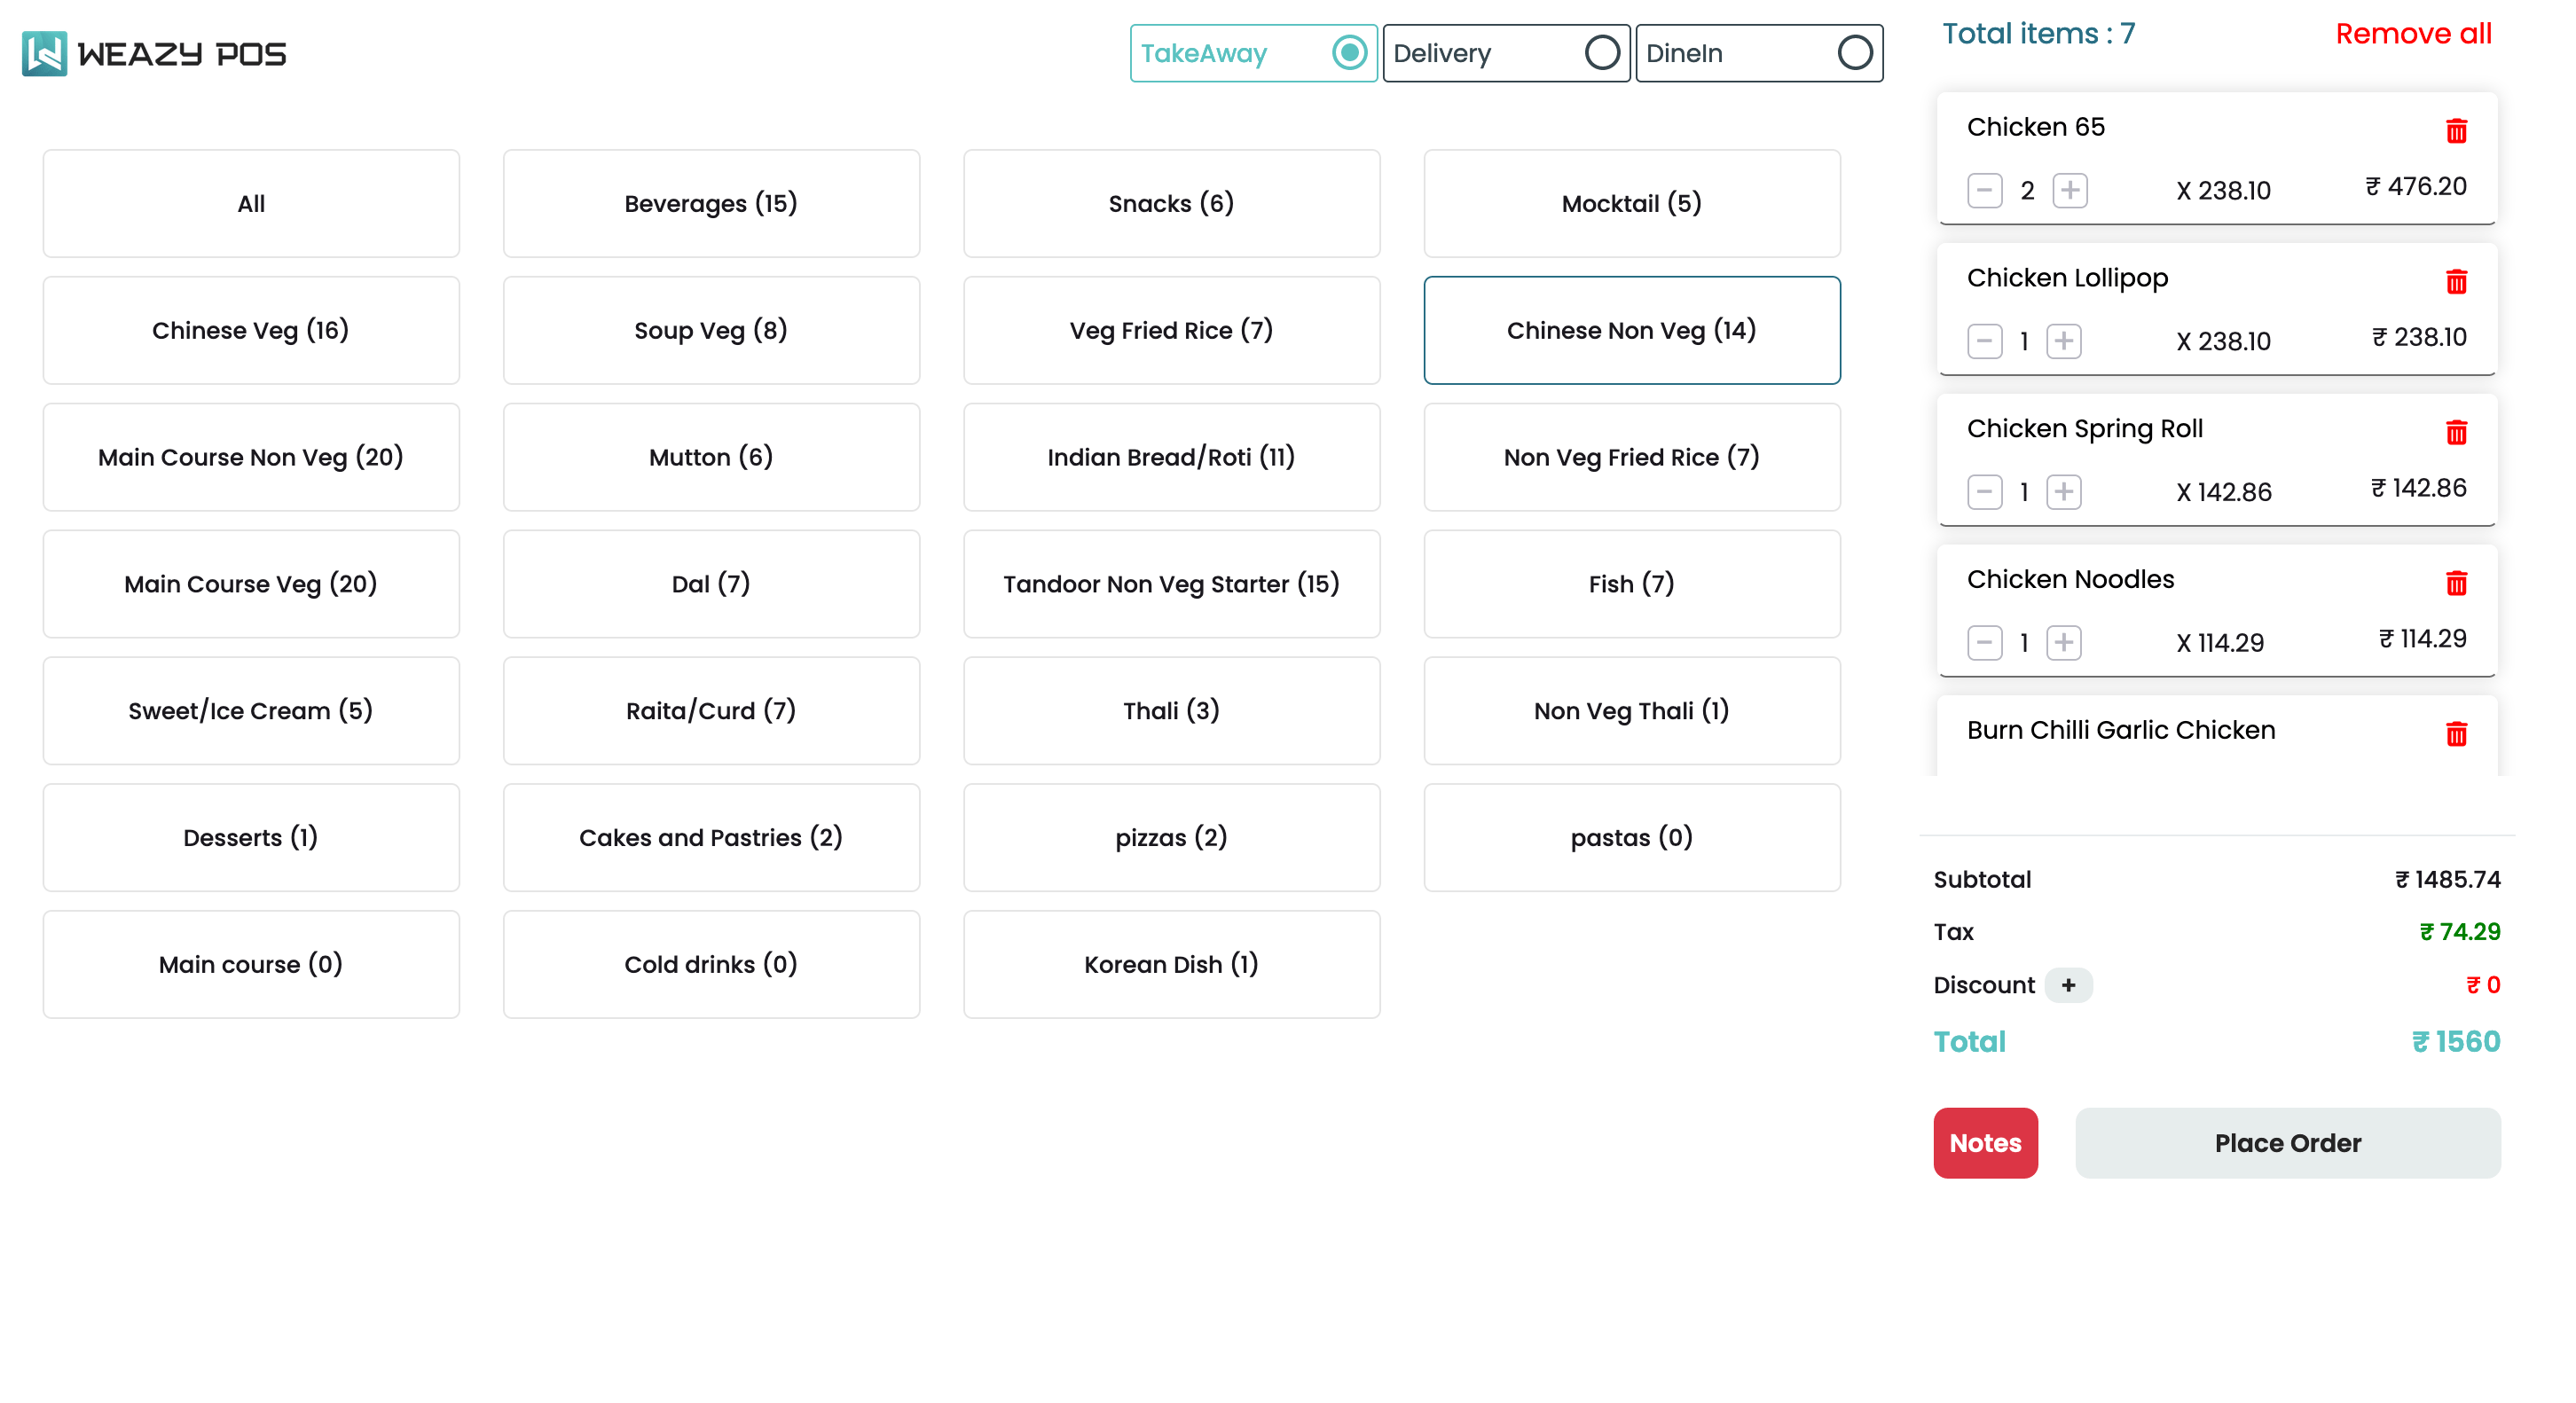 WEAZY POS
TakeAway Delivery DineIn
All Beverages (15) Snacks (6) Mocktail (5)
Chinese Veg (16) Soup Veg (8) Veg Fried Rice (7) Chinese Non Veg (14)
Main Course Non Veg (20) Mutton (6) Indian Bread/Roti (11) Non Veg Fried Rice (7)
Main Course Veg (20) Dal (7) Tandoor Non Veg Starter (15) Fish (7)
Sweet/Ice Cream (5) Raita/Curd (7) Thali (3) Non Veg Thali (1)
Desserts (1) Cakes and Pastries (2) pizzas (2) pastas (0)
Main course (0) Cold drinks (0) Korean Dish (1)
Total items : 7 Remove all
Chicken 65
− 2 + X 238.10 ₹ 476.20
Chicken Lollipop
− 1 + X 238.10 ₹ 238.10
Chicken Spring Roll
− 1 + X 142.86 ₹ 142.86
Chicken Noodles
− 1 + X 114.29 ₹ 114.29
Burn Chilli Garlic Chicken
Subtotal ₹ 1485.74
Tax ₹ 74.29
Discount + ₹ 0
Total ₹ 1560
Notes Place Order